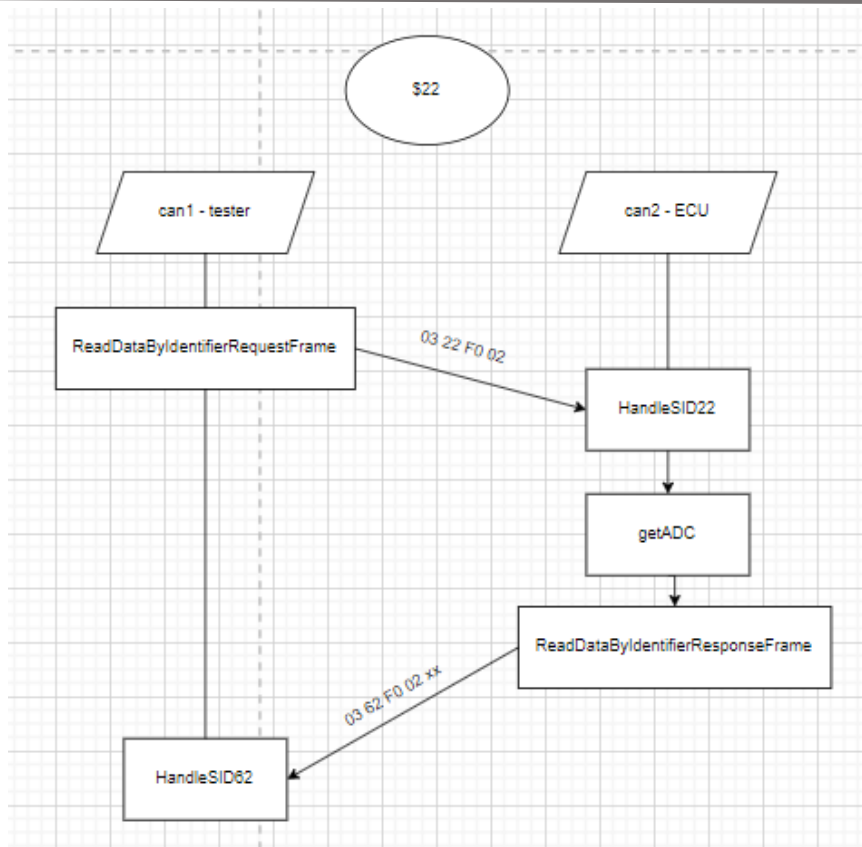 $22
can1 - tester
can2 - ECU
ReadDataByIdentifierRequestFrame
03 22 F0 02
HandleSID22
getADC
ReadDataByIdentifierResponseFrame
03 62 F0 02 xx
HandleSID62